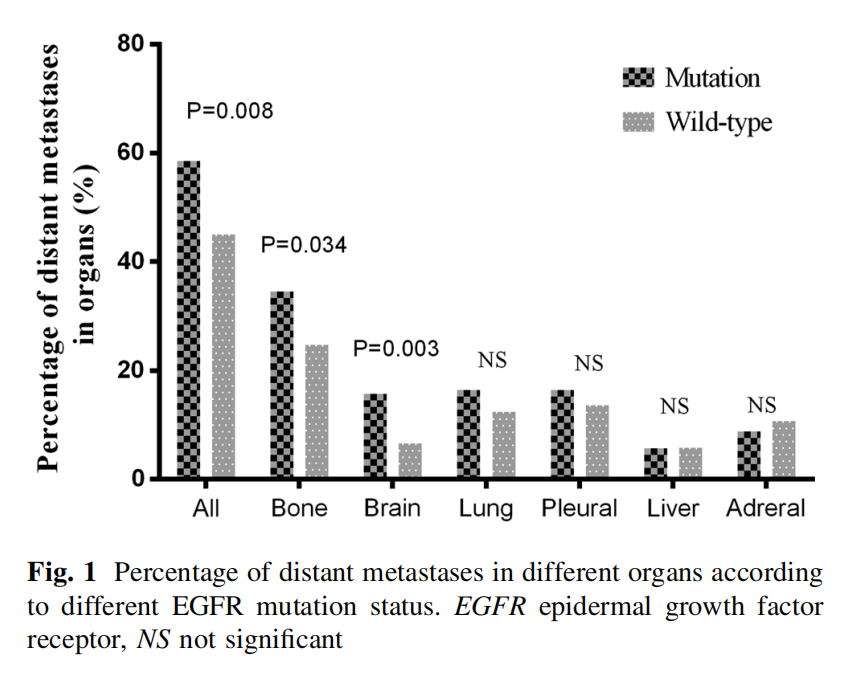 80
P=0.008
Mutation
Wild-type
60
P=0.034
40
P=0.003
NS
NS
20
NS
NS
0
Percentage of distant metastases
in organs (%)
All Bone Brain Lung Pleural Liver Adreral
Fig. 1 Percentage of distant metastases in different organs according
to different EGFR mutation status. EGFR epidermal growth factor
receptor, NS not significant